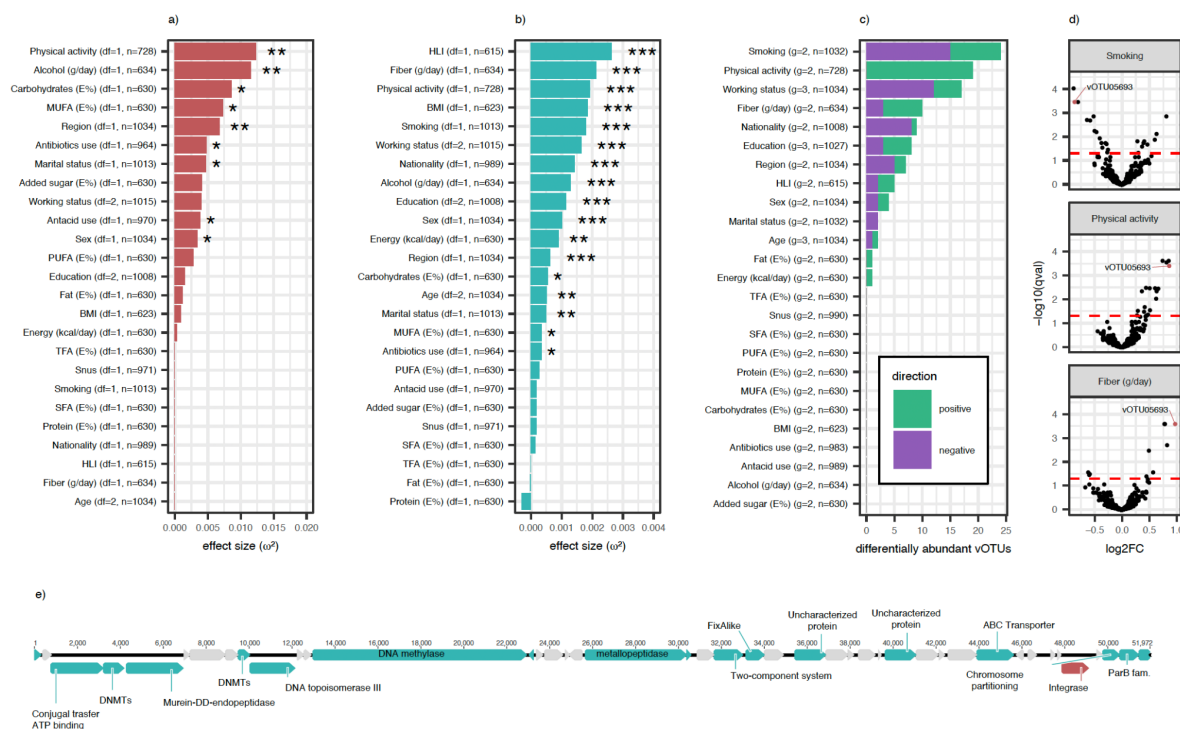 a)
Physical activity (df=1, n=728)
Alcohol (g/day) (df=1, n=634)
Carbohydrates (E%) (df=1, n=630)
MUFA (E%) (df=1, n=630)
Region (df=1, n=1034)
Antibiotics use (df=1, n=964)
Marital status (df=1, n=1013)
Added sugar (E%) (df=1, n=630)
Working status (df=2, n=1015)
Antacid use (df=1, n=970)
Sex (df=1, n=1034)
PUFA (E%) (df=1, n=630)
Education (df=2, n=1008)
Fat (E%) (df=1, n=630)
BMI (df=1, n=623)
Energy (kcal/day) (df=1, n=630)
TFA (E%) (df=1, n=630)
Snus (df=1, n=971)
Smoking (df=1, n=1013)
SFA (E%) (df=1, n=630)
Protein (E%) (df=1, n=630)
Nationality (df=1, n=989)
HLI (df=1, n=615)
Fiber (g/day) (df=1, n=634)
Age (df=2, n=1034)
**
**
*
*
**
*
*
*
*
0.000 0.005 0.010 0.015 0.020
effect size (ω²)
b)
HLI (df=1, n=615)
Fiber (g/day) (df=1, n=634)
Physical activity (df=1, n=728)
BMI (df=1, n=623)
Smoking (df=1, n=1013)
Working status (df=2, n=1015)
Nationality (df=1, n=989)
Alcohol (g/day) (df=1, n=634)
Education (df=2, n=1008)
Sex (df=1, n=1034)
Energy (kcal/day) (df=1, n=630)
Region (df=1, n=1034)
Carbohydrates (E%) (df=1, n=630)
Age (df=2, n=1034)
Marital status (df=1, n=1013)
MUFA (E%) (df=1, n=630)
Antibiotics use (df=1, n=964)
PUFA (E%) (df=1, n=630)
Antacid use (df=1, n=970)
Added sugar (E%) (df=1, n=630)
Snus (df=1, n=971)
SFA (E%) (df=1, n=630)
TFA (E%) (df=1, n=630)
Fat (E%) (df=1, n=630)
Protein (E%) (df=1, n=630)
***
***
***
***
***
***
***
***
***
***
**
***
*
**
**
*
*
0.000 0.001 0.002 0.003 0.004
effect size (ω²)
c)
Smoking (g=2, n=1032)
Physical activity (g=2, n=728)
Working status (g=3, n=1034)
Fiber (g/day) (g=2, n=634)
Nationality (g=2, n=1008)
Education (g=3, n=1027)
Region (g=2, n=1034)
HLI (g=2, n=615)
Sex (g=2, n=1034)
Marital status (g=2, n=1032)
Age (g=3, n=1034)
Fat (E%) (g=2, n=630)
Energy (kcal/day) (g=2, n=630)
TFA (E%) (g=2, n=630)
Snus (g=2, n=990)
SFA (E%) (g=2, n=630)
PUFA (E%) (g=2, n=630)
Protein (E%) (g=2, n=630)
MUFA (E%) (g=2, n=630)
Carbohydrates (E%) (g=2, n=630)
BMI (g=2, n=623)
Antibiotics use (g=2, n=983)
Antacid use (g=2, n=989)
Alcohol (g/day) (g=2, n=634)
Added sugar (E%) (g=2, n=630)
direction
positive
negative
0 5 10 15 20 25
differentially abundant vOTUs
d)
Smoking
vOTU05693
4
3
2
1
0
Physical activity
vOTU05693
4
3
2
1
0
Fiber (g/day)
vOTU05693
4
3
2
1
0
−log10(qval)
−0.5 0.0 0.5 1.0
log2FC
e)
1 2,000 4,000 6,000 8,000 10,000 12,000 14,000 16,000 18,000 20,000 22,000 24,000 26,000 28,000 30,000 32,000 34,000 36,000 38,000 40,000 42,000 44,000 46,000 48,000 50,000 51,972
FixAlike
Uncharacterized
protein
Uncharacterized
protein
ABC Transporter
DNA methylase
metallopeptidase
Conjugal trasfer
ATP binding
DNMTs
Murein-DD-endopeptidase
DNMTs
DNA topoisomerase III
Two-component system
Chromosome
partitioning
Integrase
ParB fam.